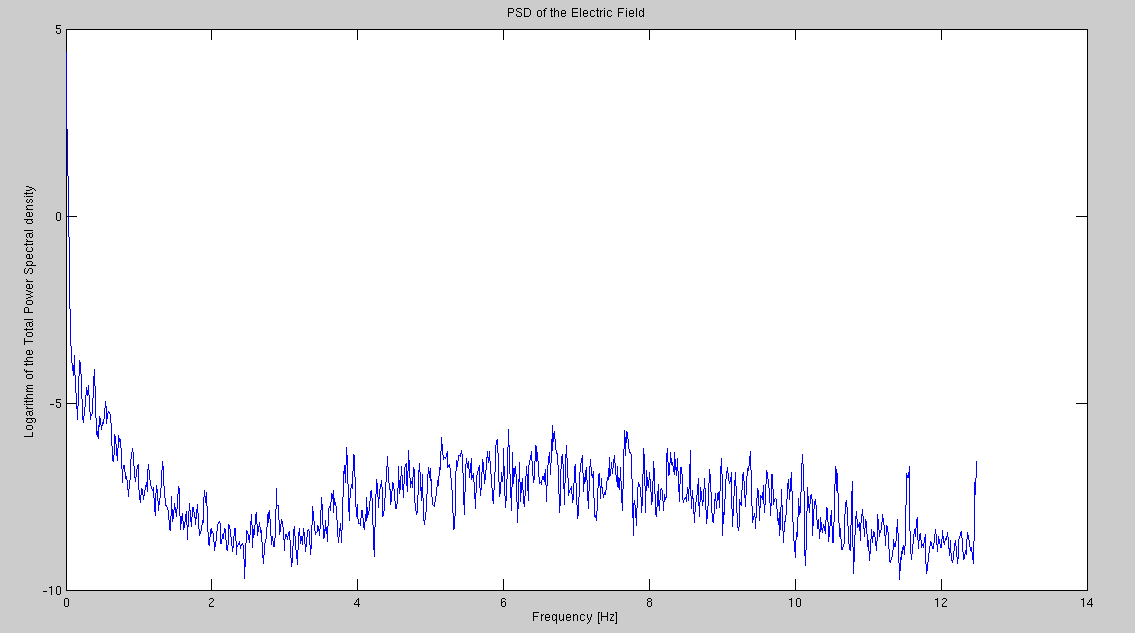 PSD of the Electric Field
5
0
-5
-10
Logarithm of the Total Power Spectral density
0 2 4 6 8 10 12 14
Frequency [Hz]